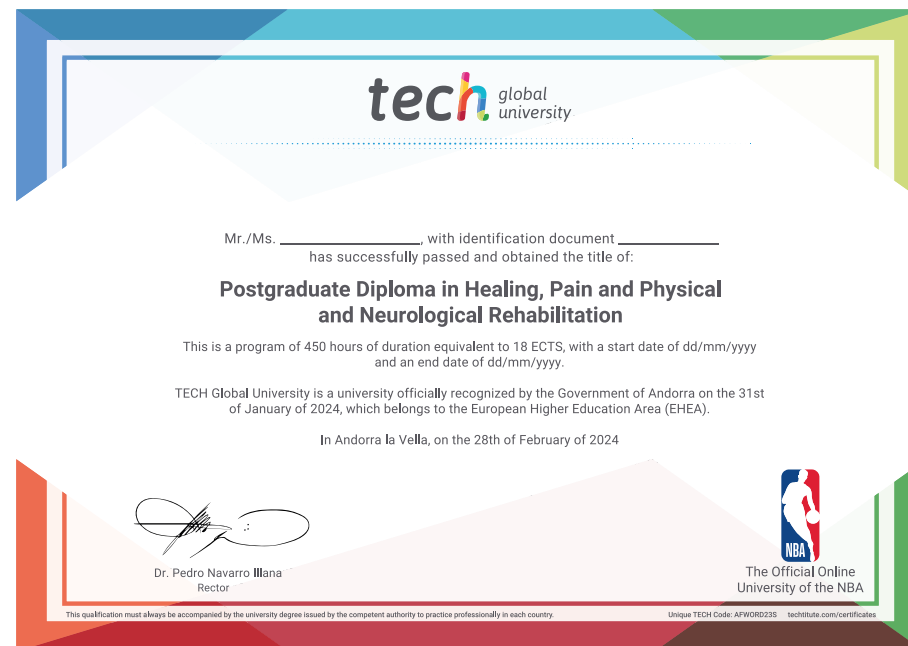 tech global university
Mr./Ms. ____________________, with identification document ______________
has successfully passed and obtained the title of:
Postgraduate Diploma in Healing, Pain and Physical
and Neurological Rehabilitation
This is a program of 450 hours of duration equivalent to 18 ECTS, with a start date of dd/mm/yyyy
and an end date of dd/mm/yyyy.
TECH Global University is a university officially recognized by the Government of Andorra on the 31st
of January of 2024, which belongs to the European Higher Education Area (EHEA).
In Andorra la Vella, on the 28th of February of 2024
Dr. Pedro Navarro Illana
Rector
NBA
The Official Online
University of the NBA
This qualification must always be accompanied by the university degree issued by the competent authority to practice professionally in each country.
Unique TECH Code: AFWORD23S techtitute.com/certificates